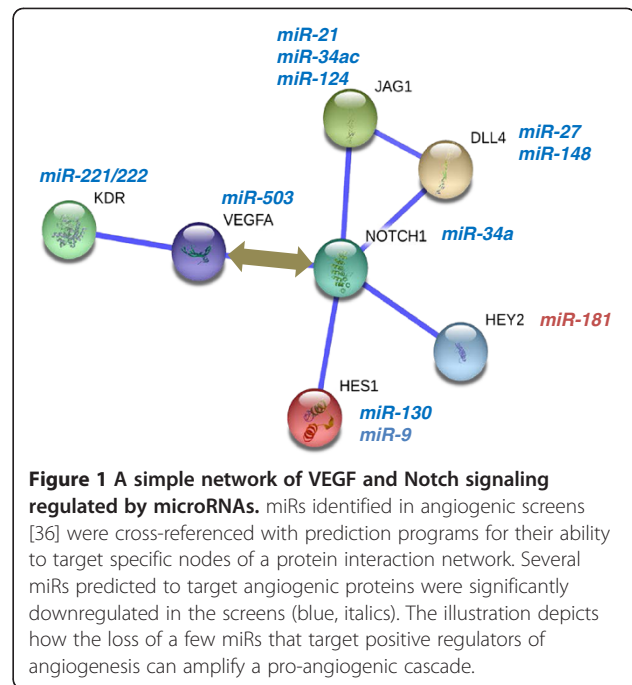 miR-21
miR-34ac
miR-124
JAG1
DLL4
miR-27
miR-148
miR-221/222
KDR
miR-503
VEGFA
NOTCH1
miR-34a
HEY2
miR-181
HES1
miR-130
miR-9
Figure 1 A simple network of VEGF and Notch signaling
regulated by microRNAs. miRs identified in angiogenic screens
[36] were cross-referenced with prediction programs for their ability
to target specific nodes of a protein interaction network. Several
miRs predicted to target angiogenic proteins were significantly
downregulated in the screens (blue, italics). The illustration depicts
how the loss of a few miRs that target positive regulators of
angiogenesis can amplify a pro-angiogenic cascade.